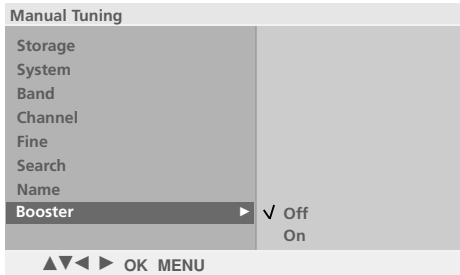 Manual Tuning
Storage
System
Band
Channel
Fine
Search
Name
Booster ► √ Off
On
▲▼◄ ► OK MENU